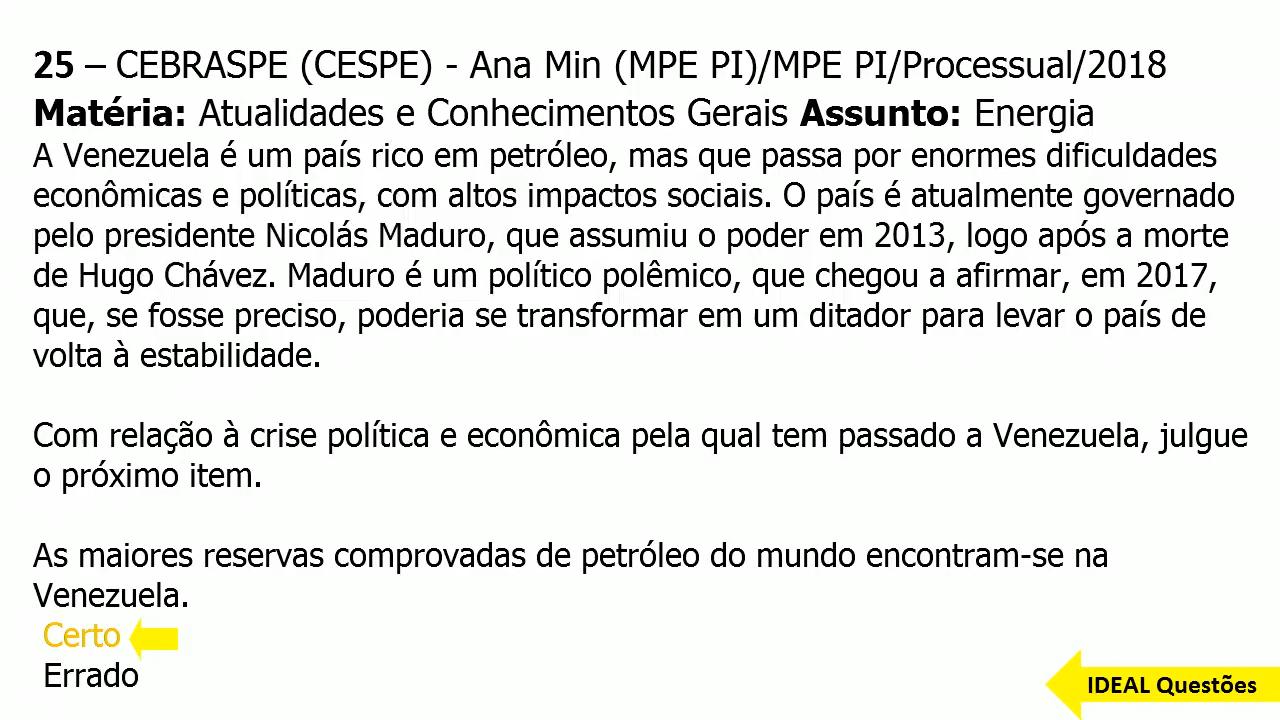 25 – CEBRASPE (CESPE) - Ana Min (MPE PI)/MPE PI/Processual/2018
Matéria: Atualidades e Conhecimentos Gerais Assunto: Energia
A Venezuela é um país rico em petróleo, mas que passa por enormes dificuldades
econômicas e políticas, com altos impactos sociais. O país é atualmente governado
pelo presidente Nicolás Maduro, que assumiu o poder em 2013, logo após a morte
de Hugo Chávez. Maduro é um político polêmico, que chegou a afirmar, em 2017,
que, se fosse preciso, poderia se transformar em um ditador para levar o país de
volta à estabilidade.
Com relação à crise política e econômica pela qual tem passado a Venezuela, julgue
o próximo item.
As maiores reservas comprovadas de petróleo do mundo encontram-se na
Venezuela.
Certo
Errado
IDEAL Questões